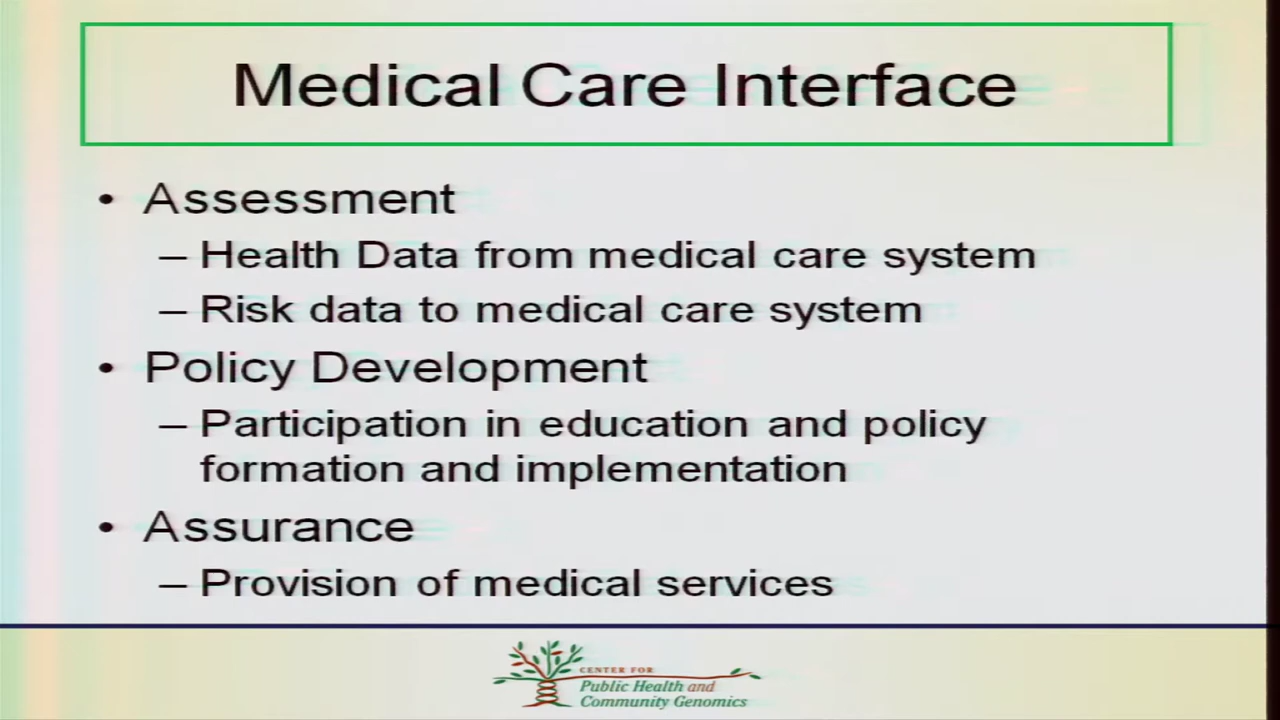 Medical Care Interface
• Assessment
– Health Data from medical care system
– Risk data to medical care system
• Policy Development
– Participation in education and policy
formation and implementation
• Assurance
– Provision of medical services
CENTER FOR
Public Health and
Community Genomics